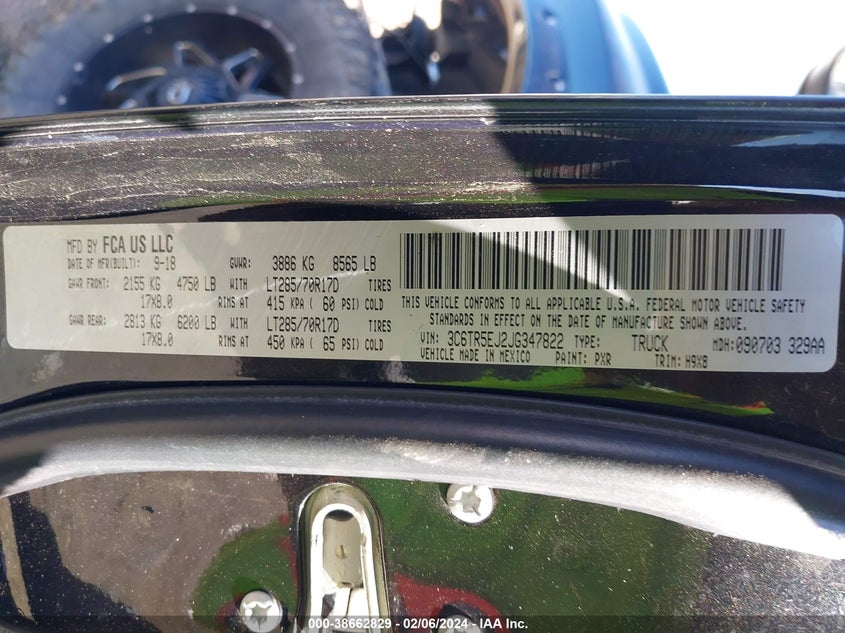 MFD BY FCA US LLC
DATE OF MFR(BUILT) 9-18 GVWR: 3886 KG 8565 LB
GAWR FRONT: 2155 KG 4750 LB WITH LT285/70R17D TIRES
17X8.0 RIMS AT 415 KPA ( 60 PSI) COLD
GAWR REAR: 2813 KG 6200 LB WITH LT285/70R17D TIRES
17X8.0 RIMS AT 450 KPA ( 65 PSI) COLD
THIS VEHICLE CONFORMS TO ALL APPLICABLE U.S.A. FEDERAL MOTOR VEHICLE SAFETY
STANDARDS IN EFFECT ON THE DATE OF MANUFACTURE SHOWN ABOVE.
VIN: 3C6TR5EJ2JG347822 TYPE: TRUCK MDH:090703 329AA
VEHICLE MADE IN MEXICO PAINT: PXR TRIM: H9X8
000-38662829 - 02/06/2024 - IAA Inc.